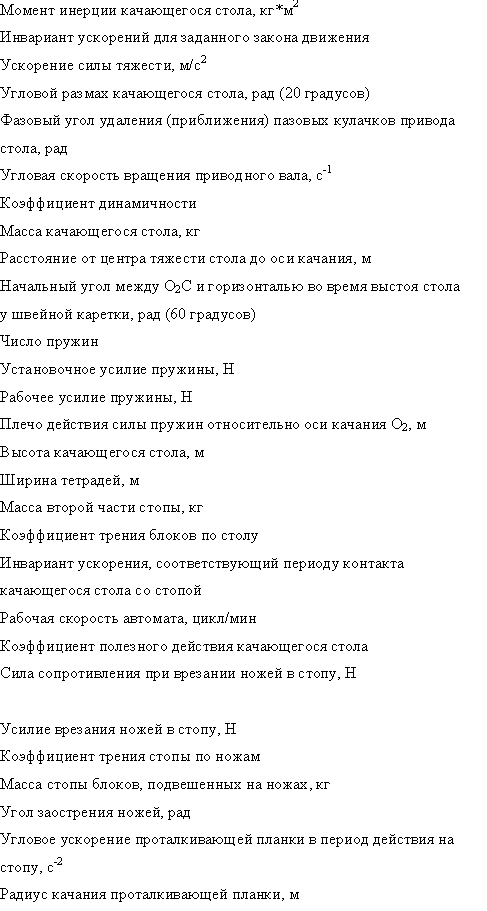 Момент инерции качающегося стола, кг*м²
Инвариант ускорений для заданного закона движения
Ускорение силы тяжести, м/с²
Угловой размах качающегося стола, рад (20 градусов)
Фазовый угол удаления (приближения) пазовых кулачков привода
стола, рад
Угловая скорость вращения приводного вала, с⁻¹
Коэффициент динамичности
Масса качающегося стола, кг
Расстояние от центра тяжести стола до оси качания, м
Начальный угол между O₂C и горизонталью во время выстоя стола
у швейной каретки, рад (60 градусов)
Число пружин
Установочное усилие пружины, Н
Рабочее усилие пружины, Н
Плечо действия силы пружин относительно оси качания O₂, м
Высота качающегося стола, м
Ширина тетрадей, м
Масса второй части стопы, кг
Коэффициент трения блоков по столу
Инвариант ускорения, соответствующий периоду контакта
качающегося стола со стопой
Рабочая скорость автомата, цикл/мин
Коэффициент полезного действия качающегося стола
Сила сопротивления при врезании ножей в стопу, Н
Усилие врезания ножей в стопу, Н
Коэффициент трения стопы по ножам
Масса стопы блоков, подвешенных на ножах, кг
Угол заострения ножей, рад
Угловое ускорение проталкивающей планки в период действия на
стопу, с⁻²
Радиус качания проталкивающей планки, м